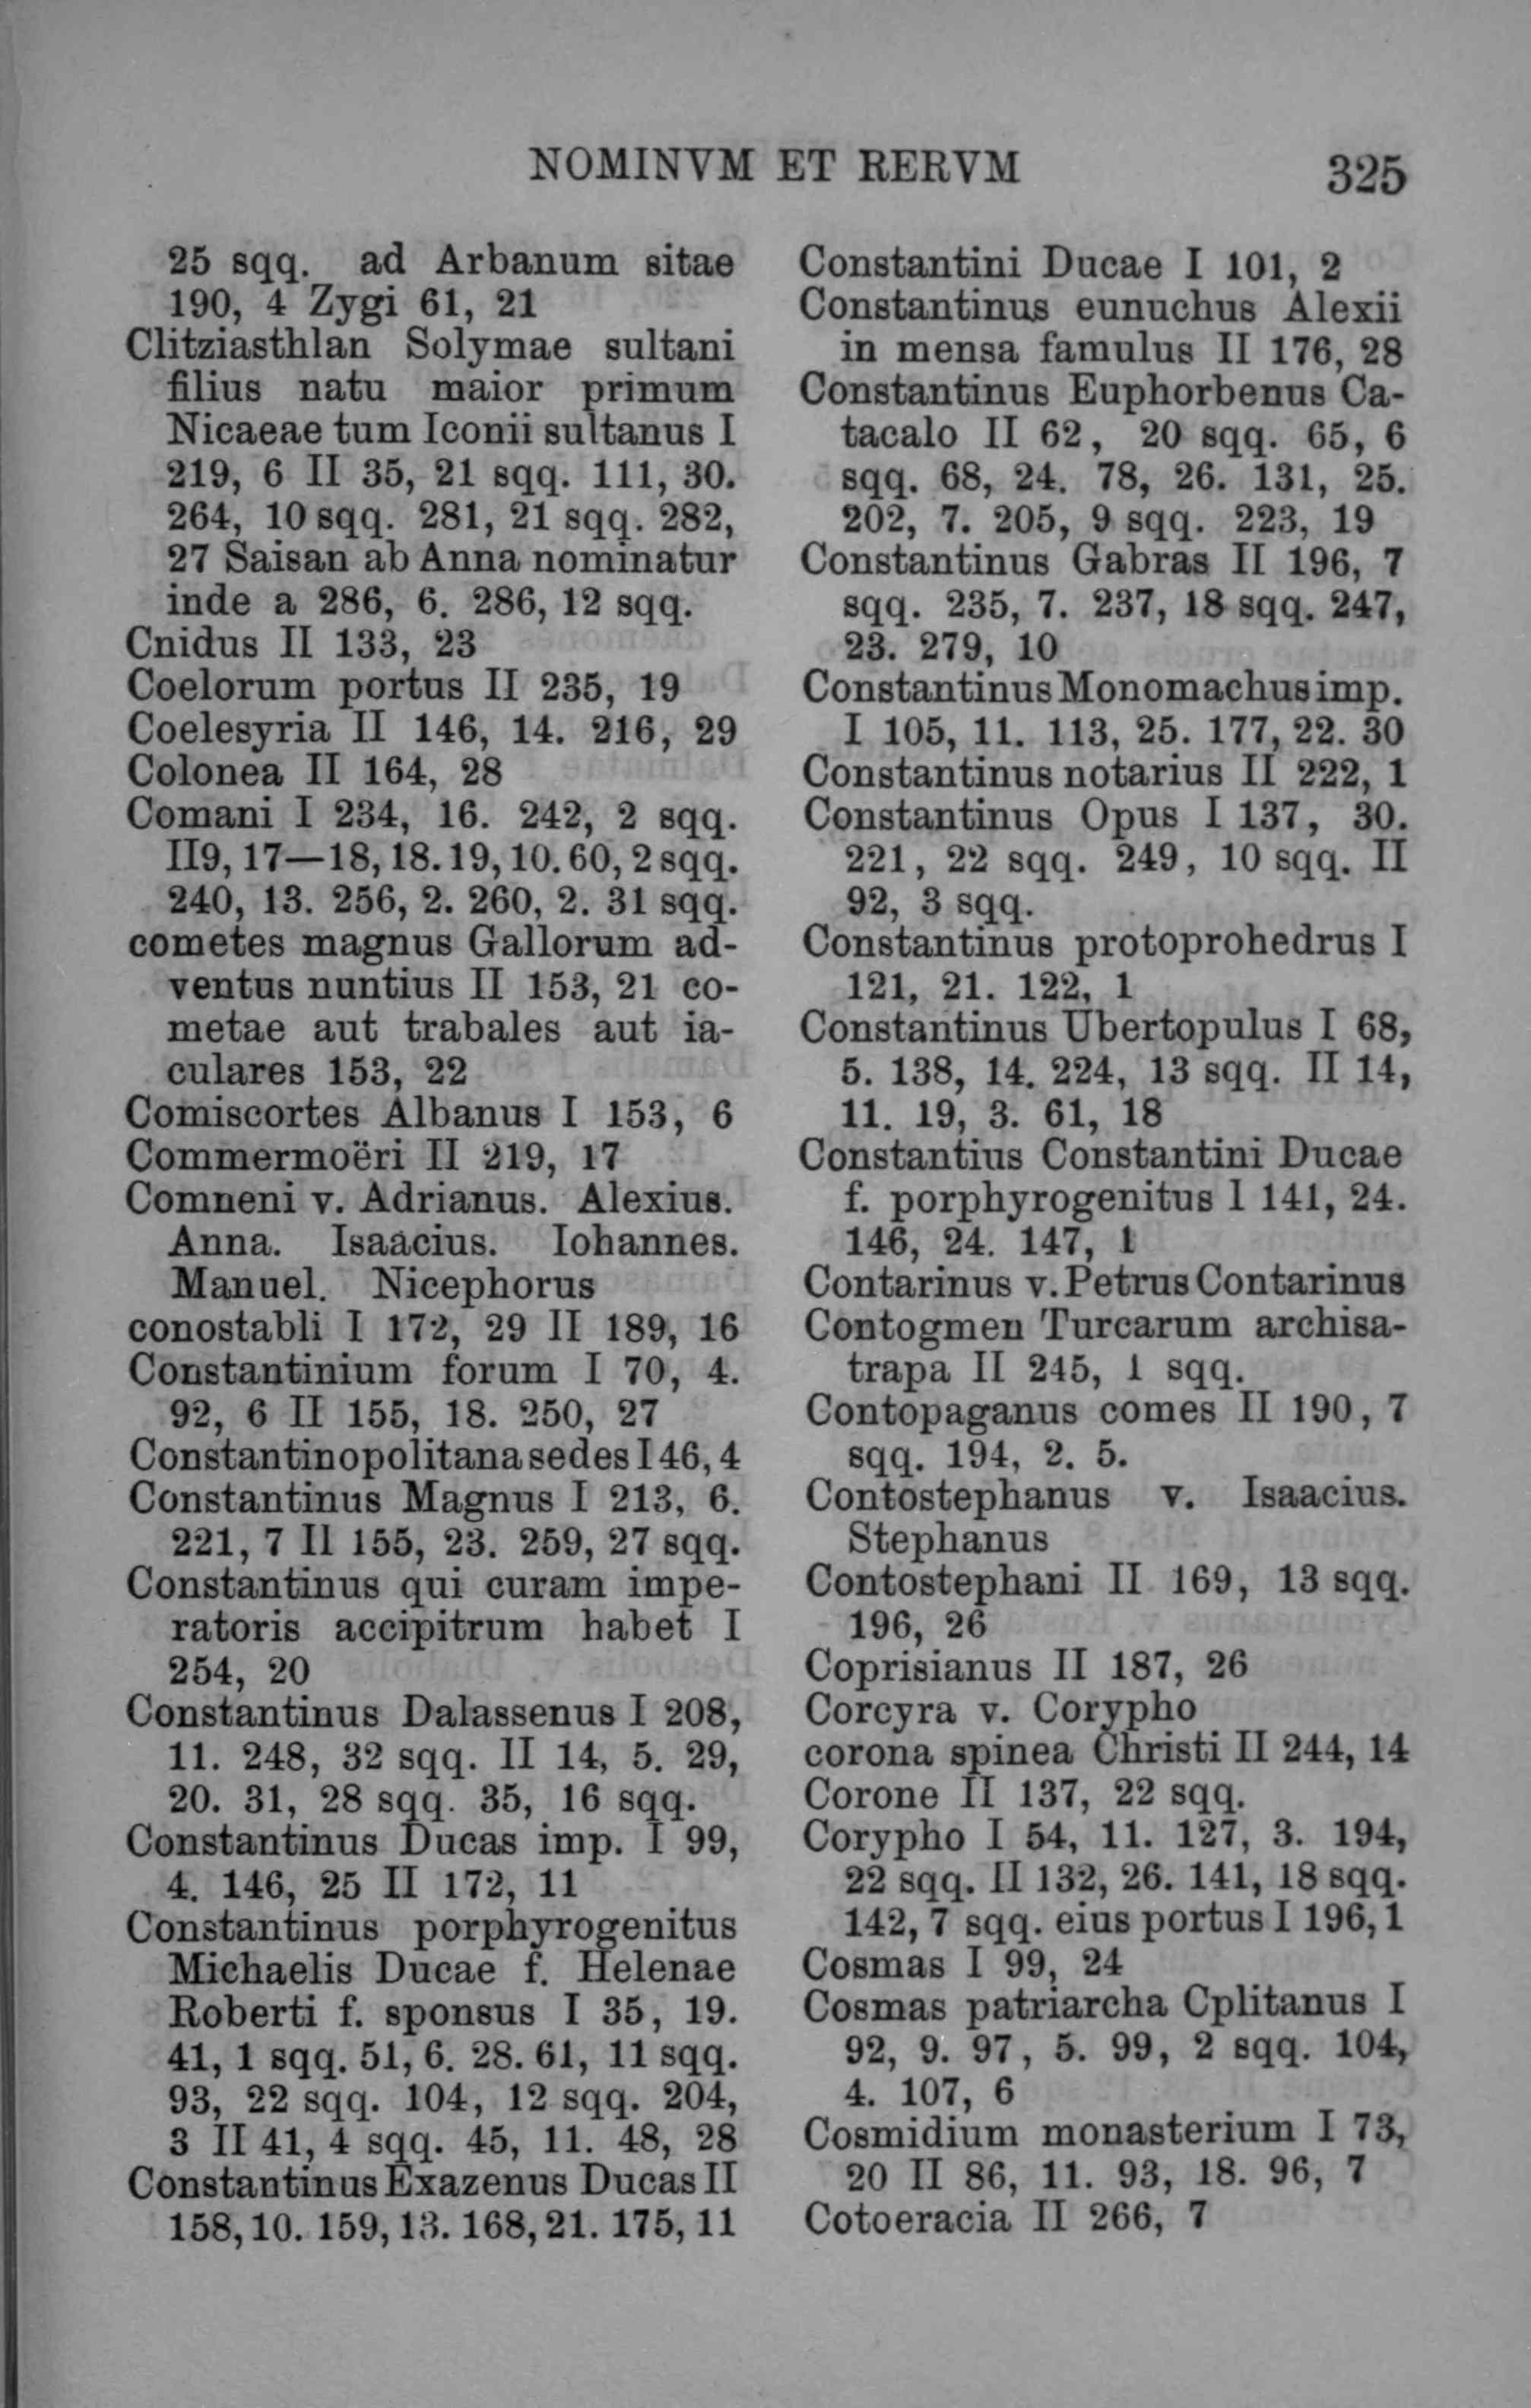 NOMINVM ET RERVM 325
25 sqq. ad Arbanum sitae
190, 4 Zygi 61, 21
Clitziasthlan Solymae sultani
filius natu maior primum
Nicaeae tum Iconii sultanus I
219, 6 II 35, 21 sqq. 111, 30.
264, 10 sqq. 281, 21 sqq. 282,
27 Saisan ab Anna nominatur
inde a 286, 6. 286, 12 sqq.
Cnidus II 133, 23
Coelorum portus II 235, 19
Coelesyria II 146, 14. 216, 29
Colonea II 164, 28
Comani I 234, 16. 242, 2 sqq.
II 9, 17—18, 18. 19, 10. 60, 2 sqq.
240, 13. 256, 2. 260, 2. 31 sqq.
cometes magnus Gallorum ad-
ventus nuntius II 153, 21 co-
metae aut trabales aut ia-
culares 153, 22
Comiscortes Albanus I 153, 6
Commermoëri II 219, 17
Comneni v. Adrianus. Alexius.
Anna. Isaacius. Iohannes.
Manuel. Nicephorus
conostabli I 172, 29 II 189, 16
Constantinium forum I 70, 4.
92, 6 II 155, 18. 250, 27
Constantinopolitana sedes I 46, 4
Constantinus Magnus I 213, 6.
221, 7 II 155, 23. 259, 27 sqq.
Constantinus qui curam impe-
ratoris accipitrum habet I
254, 20
Constantinus Dalassenus I 208,
11. 248, 32 sqq. II 14, 5. 29,
20. 31, 28 sqq. 35, 16 sqq.
Constantinus Ducas imp. I 99,
4. 146, 25 II 172, 11
Constantinus porphyrogenitus
Michaelis Ducae f. Helenae
Roberti f. sponsus I 35, 19.
41, 1 sqq. 51, 6. 28. 61, 11 sqq.
93, 22 sqq. 104, 12 sqq. 204,
3 II 41, 4 sqq. 45, 11. 48, 28
Constantinus Exazenus Ducas II
158, 10. 159, 13. 168, 21. 175, 11
Constantini Ducae I 101, 2
Constantinus eunuchus Alexii
in mensa famulus II 176, 28
Constantinus Euphorbenus Ca-
tacalo II 62, 20 sqq. 65, 6
sqq. 68, 24. 78, 26. 131, 25.
202, 7. 205, 9 sqq. 223, 19
Constantinus Gabras II 196, 7
sqq. 235, 7. 237, 18 sqq. 247,
23. 279, 10
Constantinus Monomachus imp.
I 105, 11. 113, 25. 177, 22. 30
Constantinus notarius II 222, 1
Constantinus Opus I 137, 30.
221, 22 sqq. 249, 10 sqq. II
92, 3 sqq.
Constantinus protoprohedrus I
121, 21. 122, 1
Constantinus Ubertopulus I 68,
5. 138, 14. 224, 13 sqq. II 14,
11. 19, 3. 61, 18
Constantius Constantini Ducae
f. porphyrogenitus I 141, 24.
146, 24. 147, 1
Contarinus v. Petrus Contarinus
Contogmen Turcarum archisa-
trapa II 245, 1 sqq.
Contopaganus comes II 190, 7
sqq. 194, 2. 5.
Contostephanus v. Isaacius.
Stephanus
Contostephani II 169, 13 sqq.
196, 26
Coprisianus II 187, 26
Corcyra v. Corypho
corona spinea Christi II 244, 14
Corone II 137, 22 sqq.
Corypho I 54, 11. 127, 3. 194,
22 sqq. II 132, 26. 141, 18 sqq.
142, 7 sqq. eius portus I 196, 1
Cosmas I 99, 24
Cosmas patriarcha Cplitanus I
92, 9. 97, 5. 99, 2 sqq. 104,
4. 107, 6
Cosmidium monasterium I 73,
20 II 86, 11. 93, 18. 96, 7
Cotoeracia II 266, 7